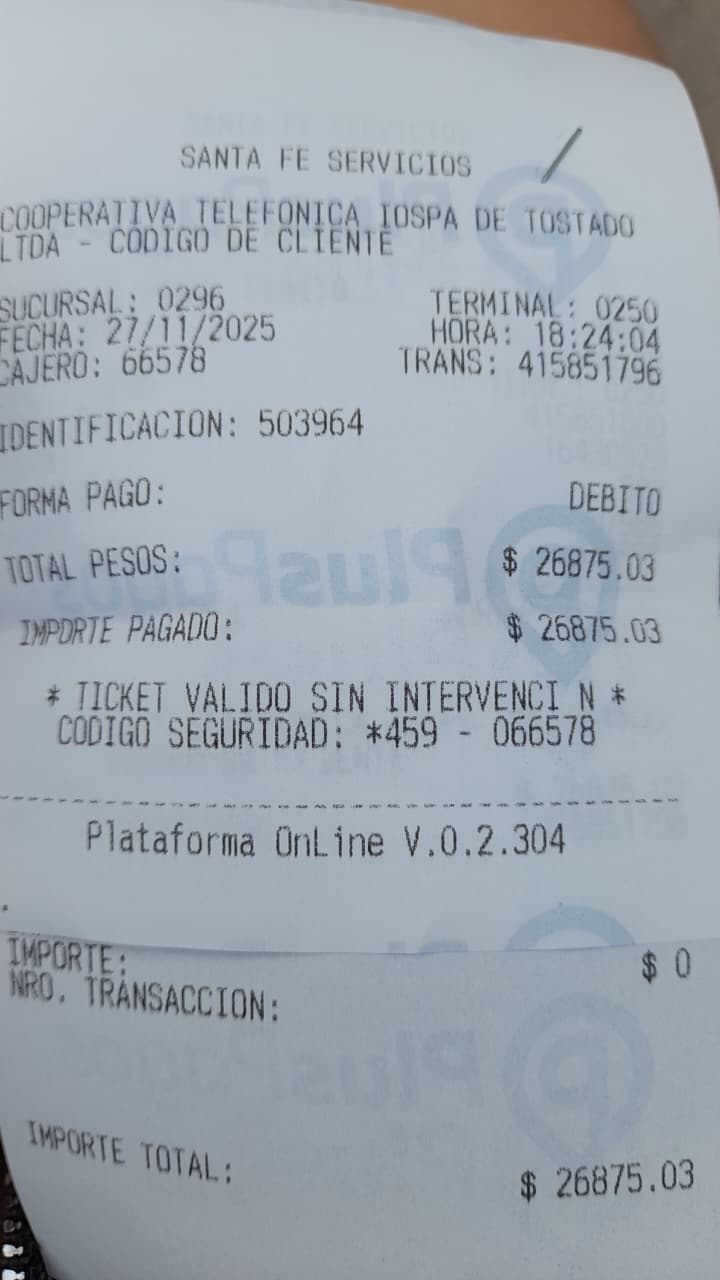 SANTA FE SERVICIOS
COOPERATIVA TELEFONICA IOSPA DE TOSTADO
LTDA - CODIGO DE CLIENTE
SUCURSAL: 0296 TERMINAL: 0250
FECHA: 27/11/2025 HORA: 18:24:04
CAJERO: 66578 TRANS: 415851796
IDENTIFICACION: 503964
FORMA PAGO: DEBITO
TOTAL PESOS: $ 26875.03
IMPORTE PAGADO: $ 26875.03
* TICKET VALIDO SIN INTERVENCI N *
CODIGO SEGURIDAD: *459 - 066578
Plataforma OnLine V.0.2.304
IMPORTE: $ 0
NRO. TRANSACCION:
IMPORTE TOTAL: $ 26875.03
PlusPagos
PlusPagos